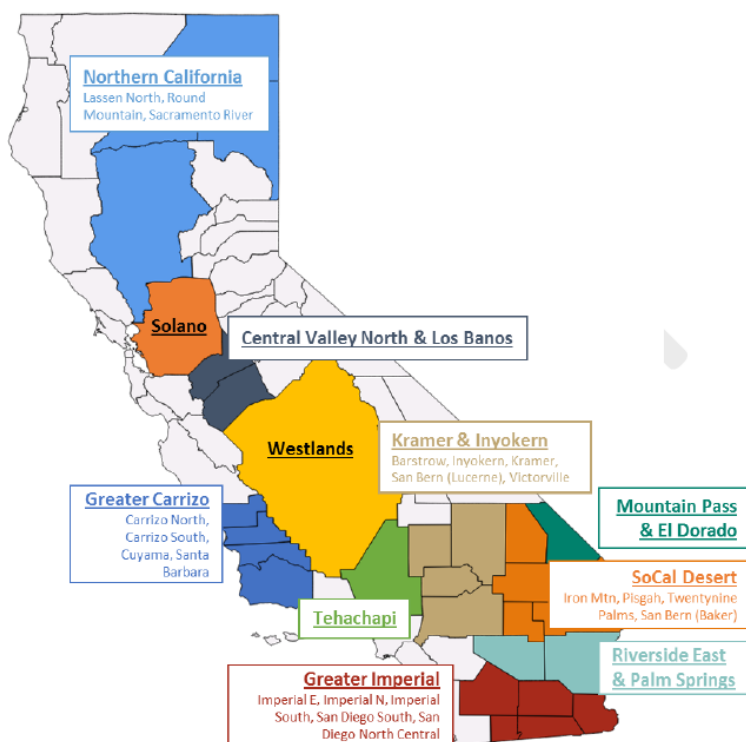 Northern California
Lassen North, Round
Mountain, Sacramento River
Solano
Central Valley North & Los Banos
Westlands
Kramer & Inyokern
Barstrow, Inyokern, Kramer,
San Bern (Lucerne), Victorville
Greater Carrizo
Carrizo North,
Carrizo South,
Cuyama, Santa
Barbara
Mountain Pass
& El Dorado
SoCal Desert
Iron Mtn, Pisgah, Twentynine
Palms, San Bern (Baker)
Tehachapi
Riverside East
& Palm Springs
Greater Imperial
Imperial E, Imperial N, Imperial
South, San Diego South, San
Diego North Central